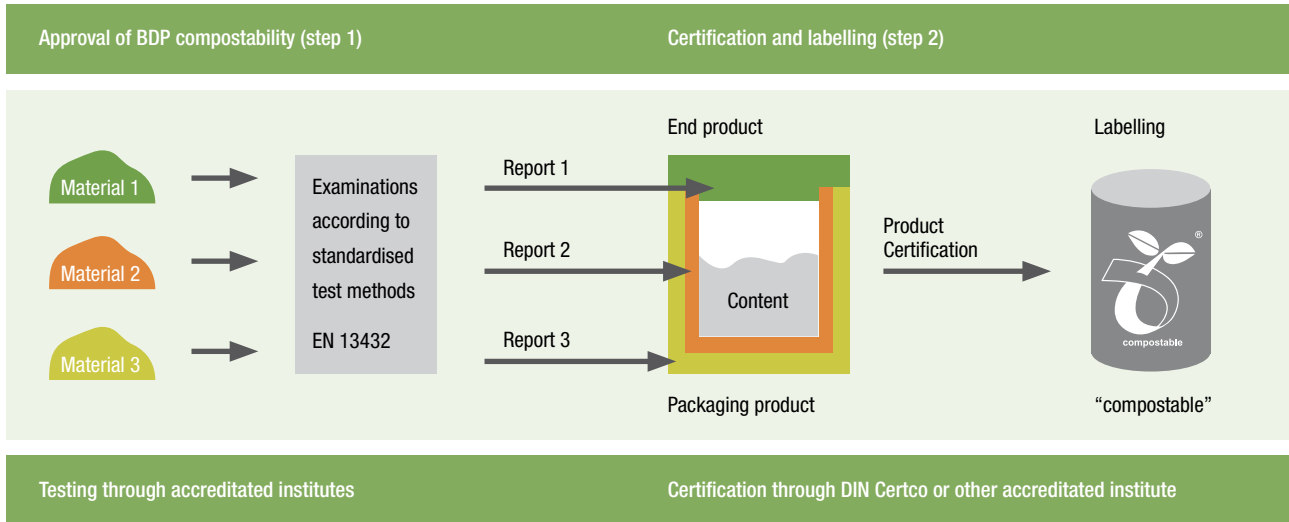 Approval of BDP compostability (step 1)
Certification and labelling (step 2)
Material 1
Material 2
Material 3
Examinations
according to
standardised
test methods
EN 13432
Report 1
Report 2
Report 3
End product
Content
Packaging product
Product
Certification
Labelling
®
compostable
“compostable”
Testing through accreditated institutes
Certification through DIN Certco or other accreditated institute